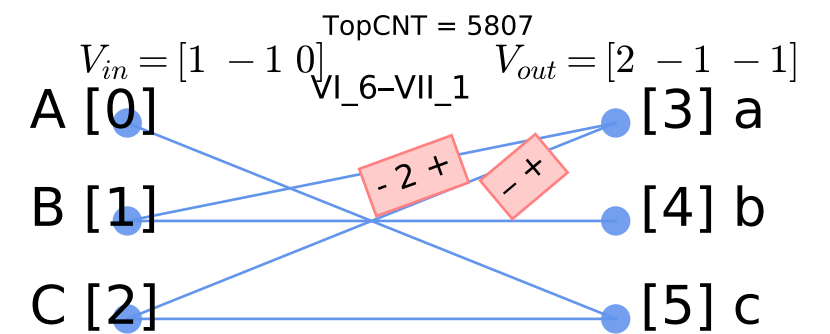 TopCNT = 5807
V_in = [1 −1 0]
V_out = [2 −1 −1]
VI_6–VII_1
A [0]
[3] a
- 2 +
− +
B [1]
[4] b
C [2]
[5] c